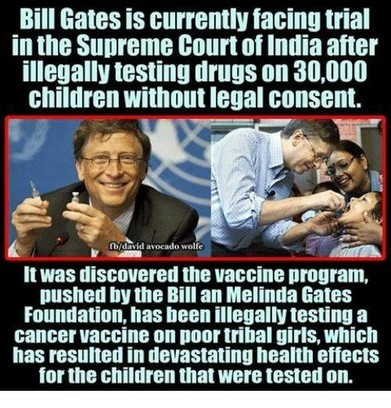 Bill Gates is currently facing trial
in the Supreme Court of India after
illegally testing drugs on 30,000
children without legal consent.
fb/david avocado wolfe
It was discovered the vaccine program,
pushed by the Bill an Melinda Gates
Foundation, has been illegally testing a
cancer vaccine on poor tribal girls, which
has resulted in devastating health effects
for the children that were tested on.